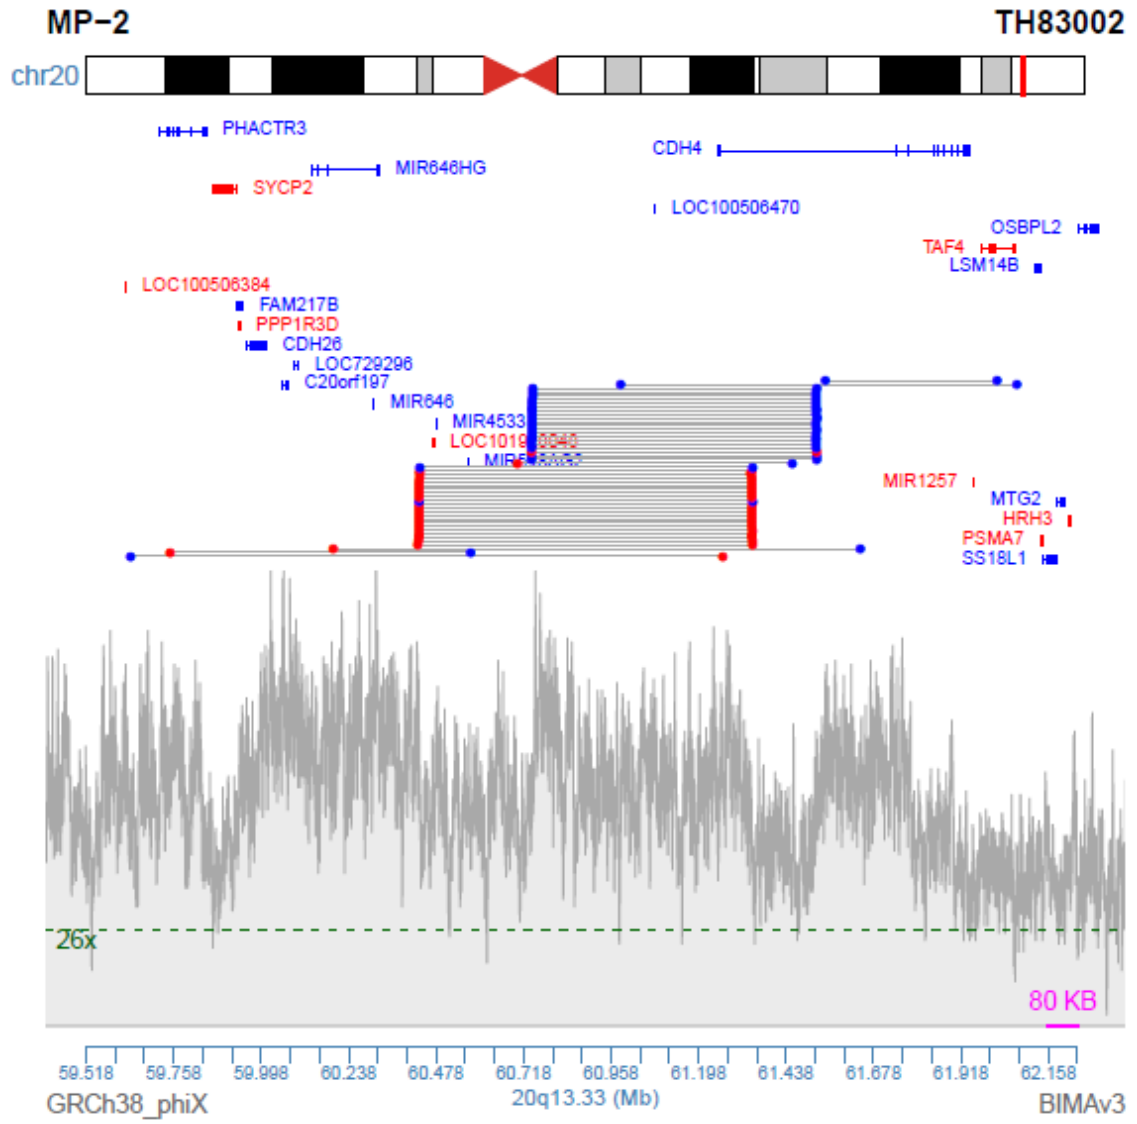 MP−2 TH83002
chr20
PHACTR3
CDH4
MIR646HG
SYCP2
LOC100506470
OSBPL2
TAF4
LSM14B
LOC100506384
FAM217B
PPP1R3D
CDH26
LOC729296
C20orf197
MIR646
MIR4533
MIR1257
MTG2
HRH3
PSMA7
SS18L1
26x
80 KB
59.518 59.758 59.998 60.238 60.478 60.718 60.958 61.198 61.438 61.678 61.918 62.158
20q13.33 (Mb)
GRCh38_phiX BIMAv3